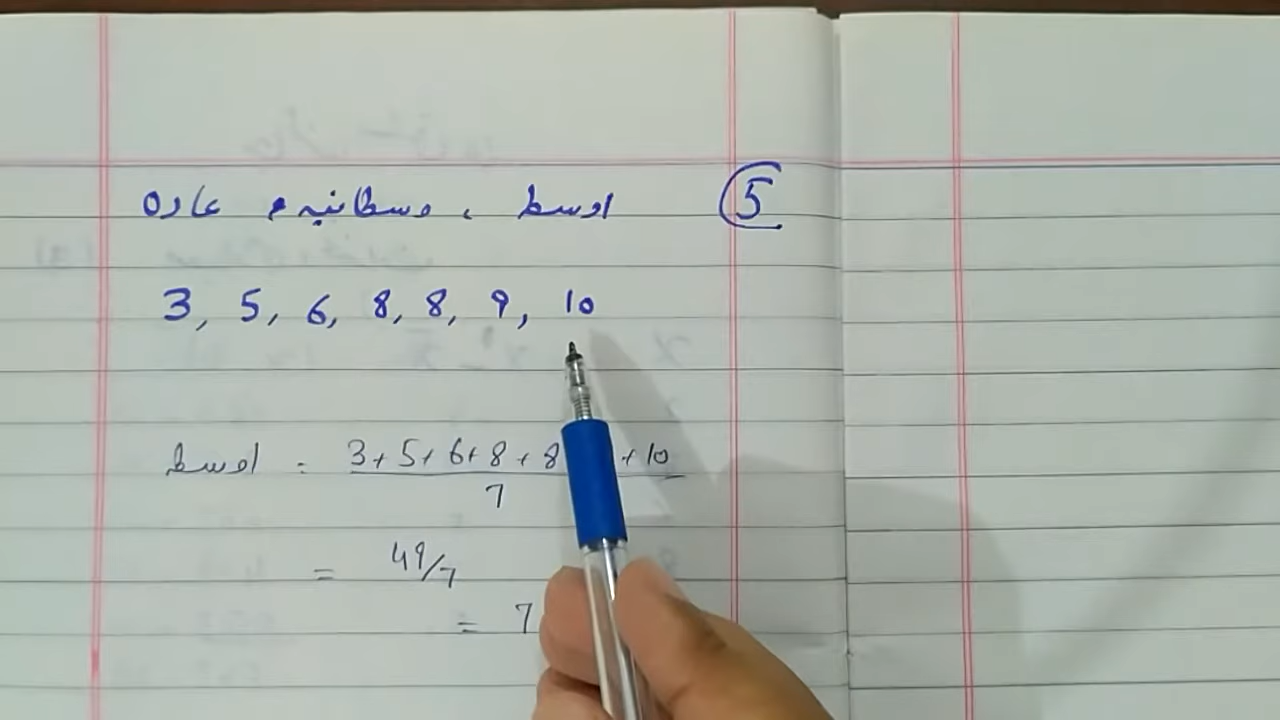 5 اوسط ، وسطانیہ ، عادہ
3, 5, 6, 8, 8, 9, 10
اوسط = 3+5+6+8+8 +10
7
= 49/7
= 7